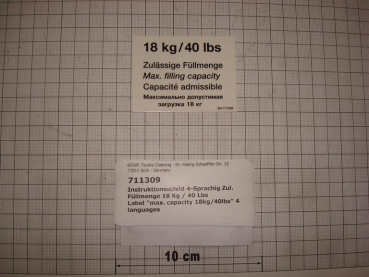 18 kg/40 lbs
Zulässige Füllmenge
Max. filling capacity
Capacité admissible
Максимально допустимая
загрузка 18 кг
711309
Instruktionsschild 4-Sprachig Zul.
Füllmenge 18 Kg / 40 Lbs
Label "max. capacity 18kg/40lbs" 4
languages
10 cm